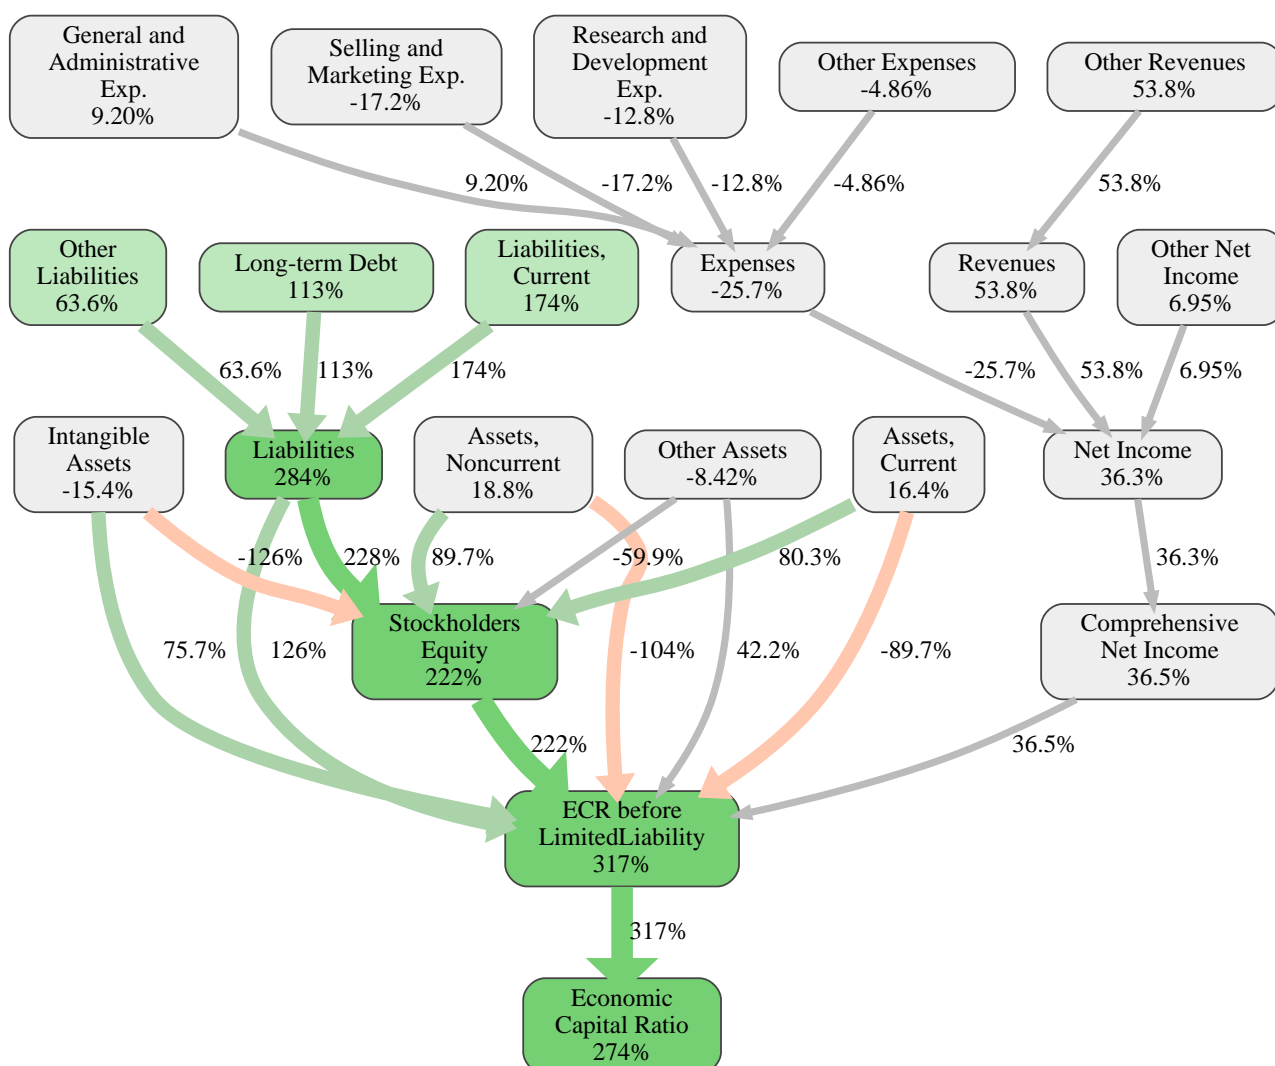 General and
Administrative
Exp.
9.20%
Selling and
Marketing Exp.
-17.2%
Research and
Development
Exp.
-12.8%
Other Expenses
-4.86%
Other Revenues
53.8%
9.20%
-17.2%
-12.8%
-4.86%
53.8%
Other
Liabilities
63.6%
Long-term Debt
113%
Liabilities,
Current
174%
Expenses
-25.7%
Revenues
53.8%
Other Net
Income
6.95%
63.6%
113%
174%
-25.7%
53.8%
6.95%
Intangible
Assets
-15.4%
Liabilities
284%
Assets,
Noncurrent
18.8%
Other Assets
-8.42%
Assets,
Current
16.4%
Net Income
36.3%
-126%
228%
89.7%
-59.9%
80.3%
36.3%
Stockholders
Equity
222%
Comprehensive
Net Income
36.5%
75.7%
126%
-104%
42.2%
-89.7%
222%
36.5%
ECR before
LimitedLiability
317%
317%
Economic
Capital Ratio
274%